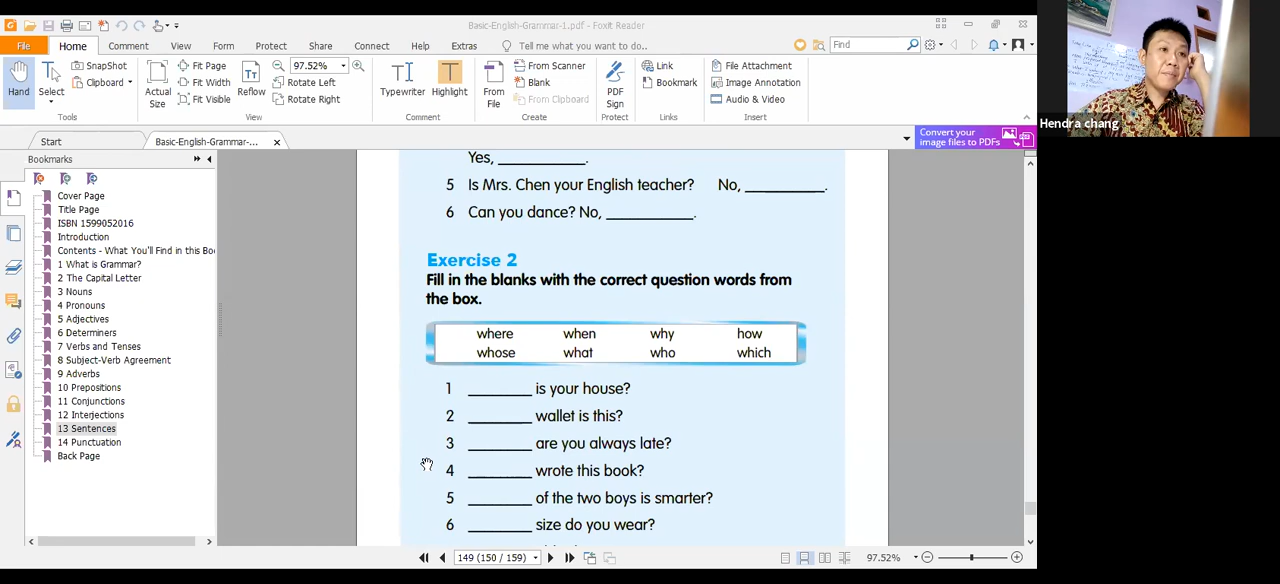 Basic-English-Grammar-1.pdf - Foxit Reader
File Home Comment View Form Protect Share Connect Help Extras Tell me what you want to do.. Find
Hand
Select
SnapShot
Clipboard
Tools
Actual
Size
Fit Page
Fit Width
Fit Visible
Reflow
97.52%
Rotate Left
Rotate Right
View
Typewriter
Highlight
Comment
From
File
From Scanner
Blank
From Clipboard
Create
PDF
Sign
Protect
Link
Bookmark
Links
File Attachment
Image Annotation
Audio & Video
Insert
Hendra chang
Start
Basic-English-Grammar-...
Convert your
image files to PDFs
Bookmarks
Cover Page
Title Page
ISBN 1599052016
Introduction
Contents - What You'll Find in this Bo
1 What is Grammar?
2 The Capital Letter
3 Nouns
4 Pronouns
5 Adjectives
6 Determiners
7 Verbs and Tenses
8 Subject-Verb Agreement
9 Adverbs
10 Prepositions
11 Conjunctions
12 Interjections
13 Sentences
14 Punctuation
Back Page
Yes, ___________.
5 Is Mrs. Chen your English teacher? No, __________.
6 Can you dance? No, ___________.
Exercise 2
Fill in the blanks with the correct question words from
the box.
where when why how
whose what who which
1 ________ is your house?
2 ________ wallet is this?
3 ________ are you always late?
4 ________ wrote this book?
5 ________ of the two boys is smarter?
6 ________ size do you wear?
149 (150 / 159)
97.52%